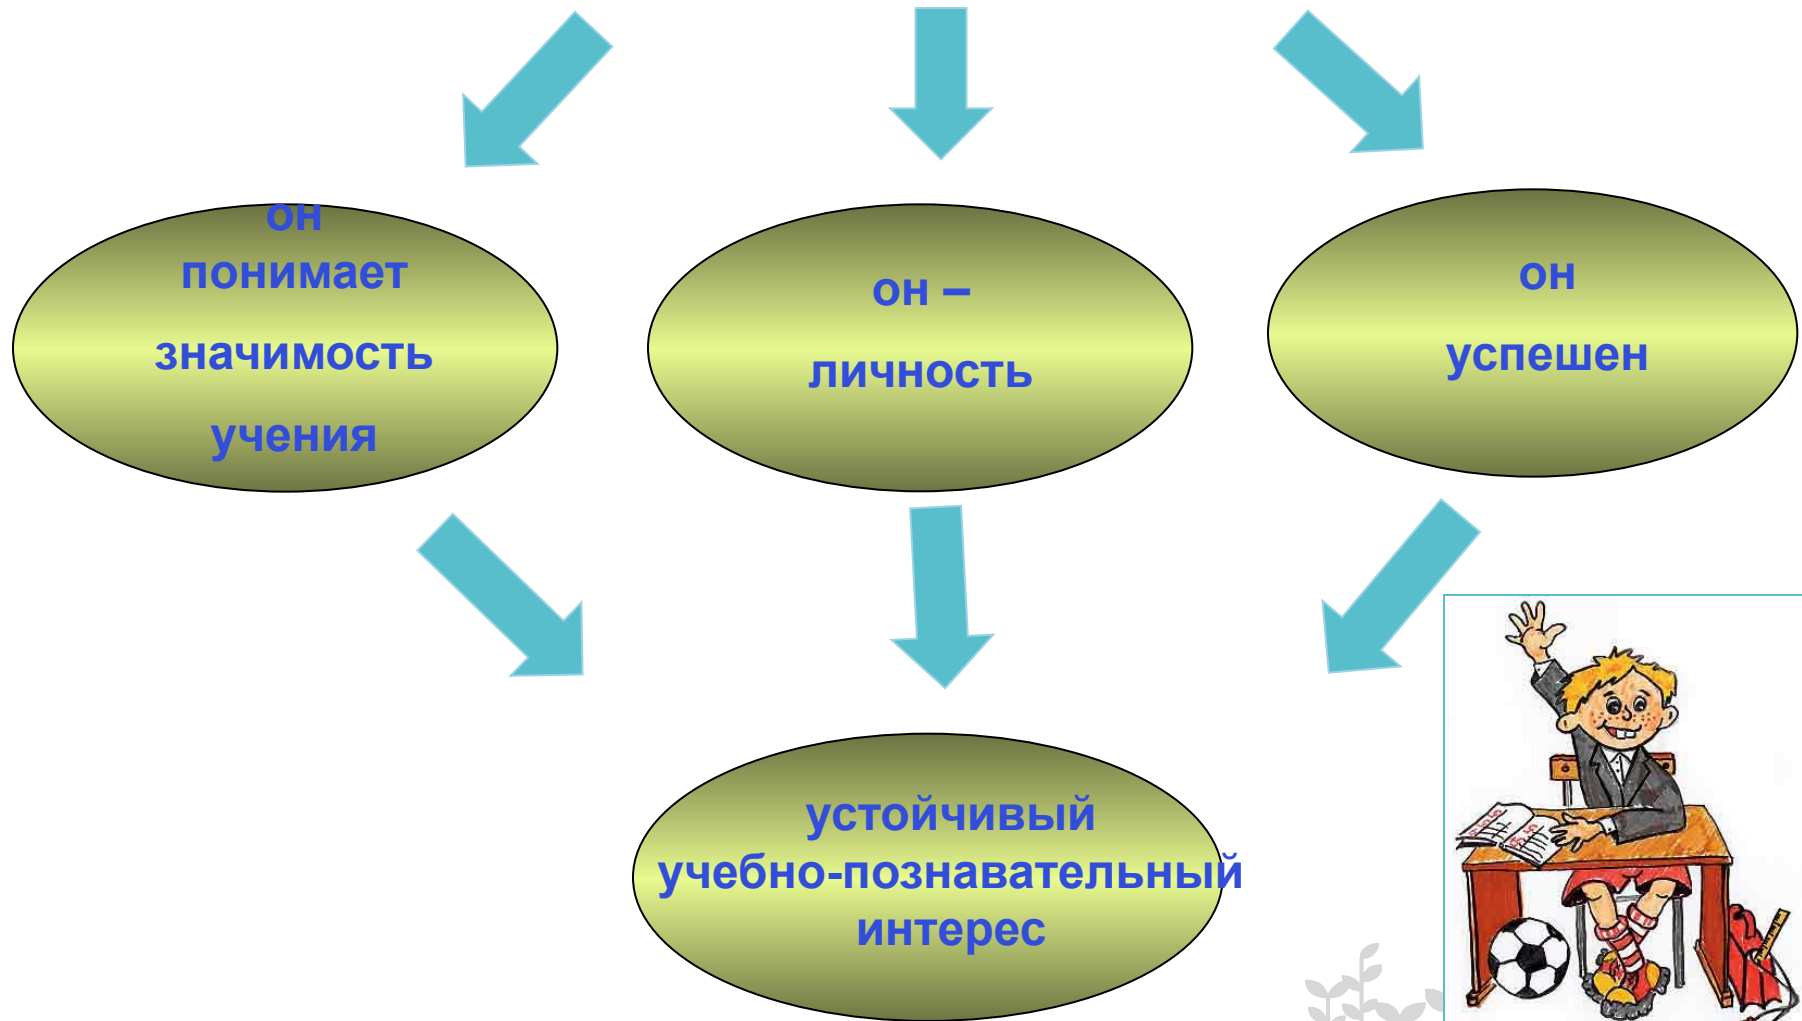 он
понимает
значимость
учения
он –
личность
он
успешен
устойчивый
учебно-познавательный
интерес